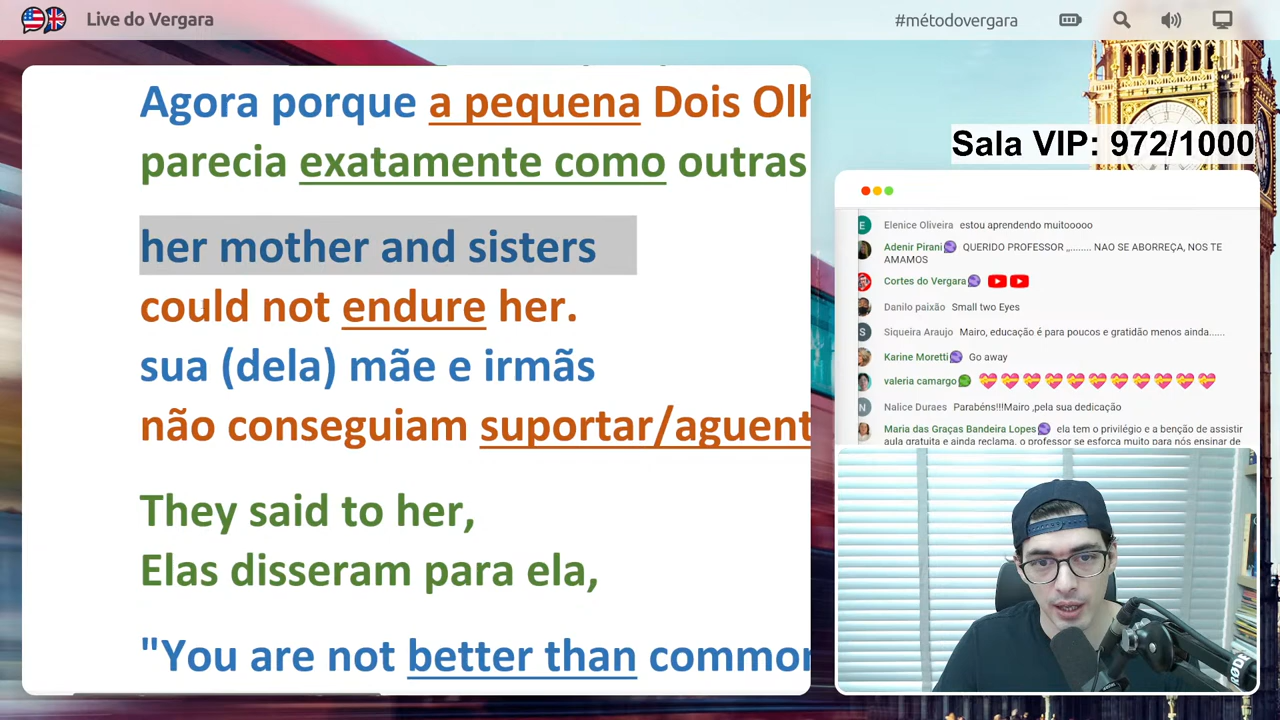 Live do Vergara
#métodovergara
Agora porque a pequena Dois Olh
parecia exatamente como outras
her mother and sisters
could not endure her.
sua (dela) mãe e irmãs
não conseguiam suportar/aguent
They said to her,
Elas disseram para ela,
"You are not better than common
Sala VIP: 972/1000
E Elenice Oliveira estou aprendendo muitooooo
Adenir Pirani QUERIDO PROFESSOR ,,........ NAO SE ABORREÇA, NOS TE
AMAMOS
Cortes do Vergara
Danilo paixão Small two Eyes
S Siqueira Araujo Mairo, educação é para poucos e gratidão menos ainda......
Karine Moretti Go away
valeria camargo
N Nalice Duraes Parabéns!!!Mairo ,pela sua dedicação
Maria das Graças Bandeira Lopes ela tem o privilégio e a benção de assistir
aula gratuita e ainda reclama, o professor se esforça muito para nós ensinar de
RØDE